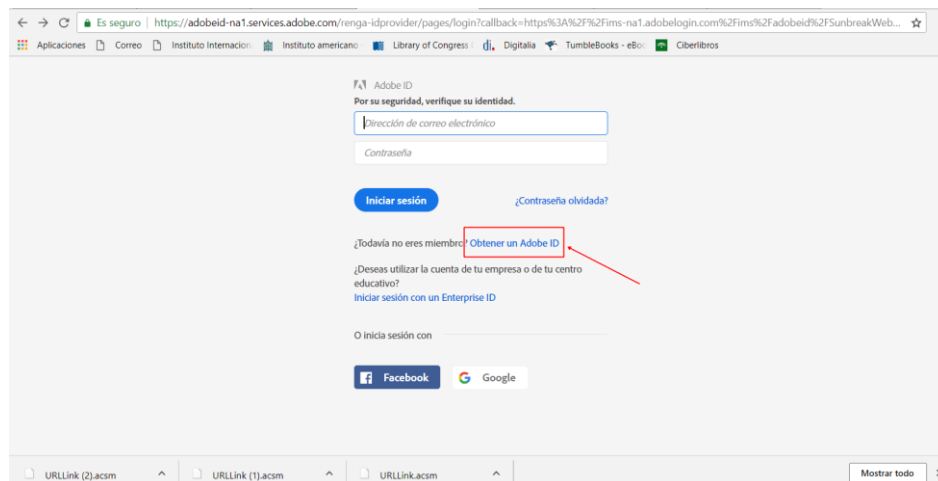 Es seguro | https://adobeid-na1.services.adobe.com/renga-idprovider/pages/login?callback=https%3A%2F%2Fims-na1.adobelogin.com%2Fims%2Fadobeid%2FSunbreakWeb...
Aplicaciones Correo Instituto Internacion Instituto american Library of Congress di. Digitalia TumbleBooks - eBo Ciberlibros
Adobe ID
Por su seguridad, verifique su identidad.
Dirección de correo electrónico
Contraseña
Iniciar sesión ¿Contraseña olvidada?
¿Todavía no eres miembro? Obtener un Adobe ID
¿Deseas utilizar la cuenta de tu empresa o de tu centro
educativo?
Iniciar sesión con un Enterprise ID
O inicia sesión con
Facebook Google
URLLink (2).acsm URLLink (1).acsm URLLink.acsm Mostrar todo